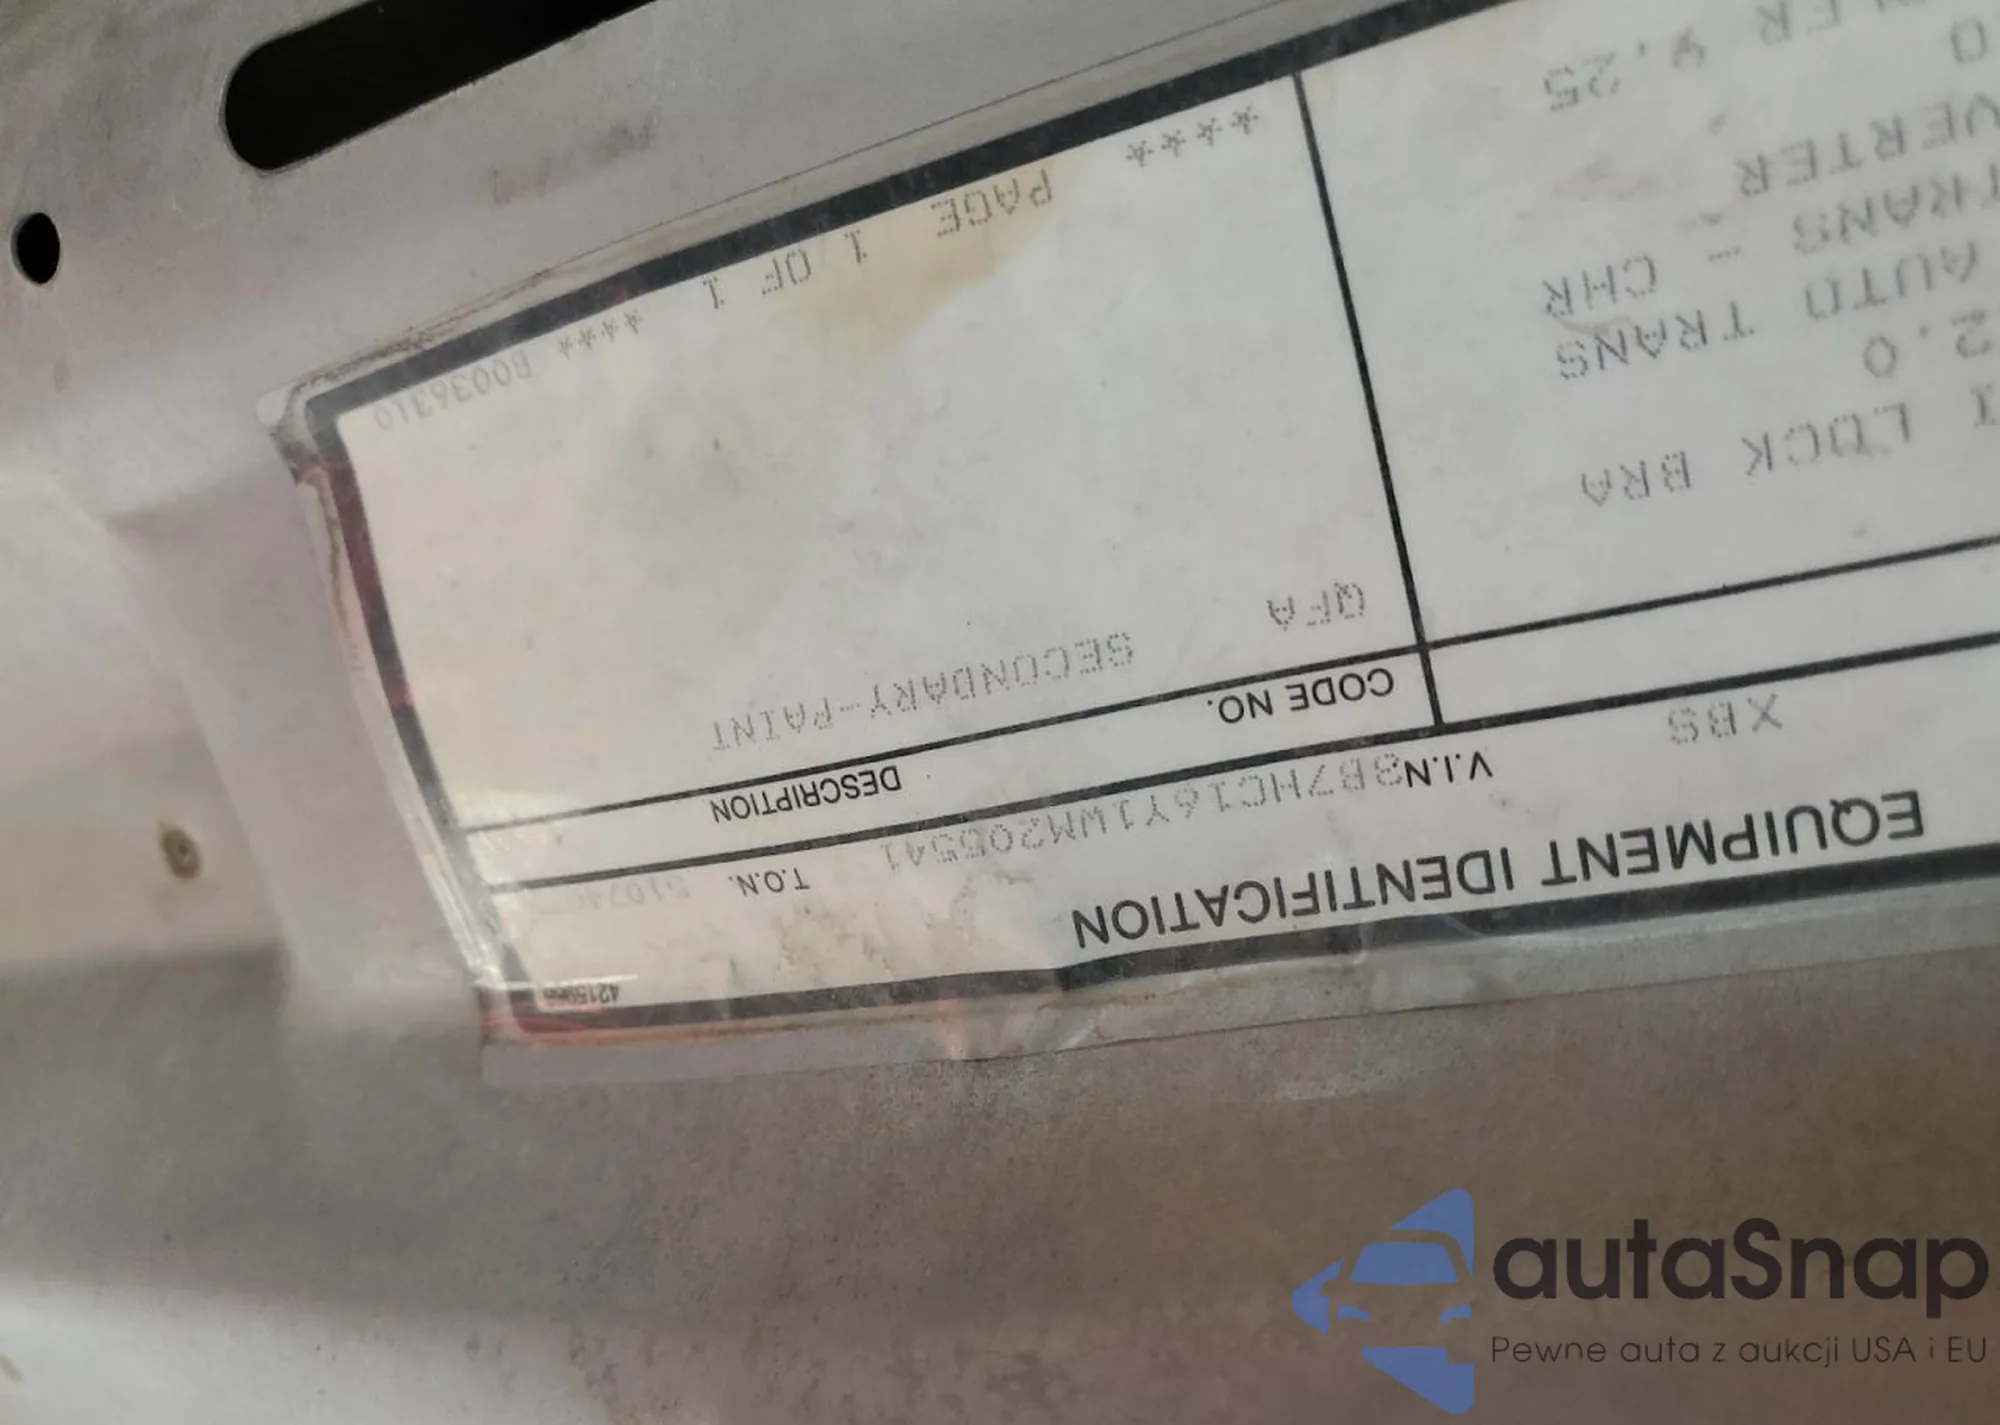 EQUIPMENT IDENTIFICATION
V.I.N. 3B7HC16Y1WM205541 T.O.N.
XBS
CODE NO. DESCRIPTION
QFA SECONDARY-PAINT
I LOCK BRA
2.0
AUTO TRANS
TRANS - CHR
VERTER
0
9.25
**** PAGE 1 OF 1 **** B0036310
autaSnap
Pewne auta z aukcji USA i EU